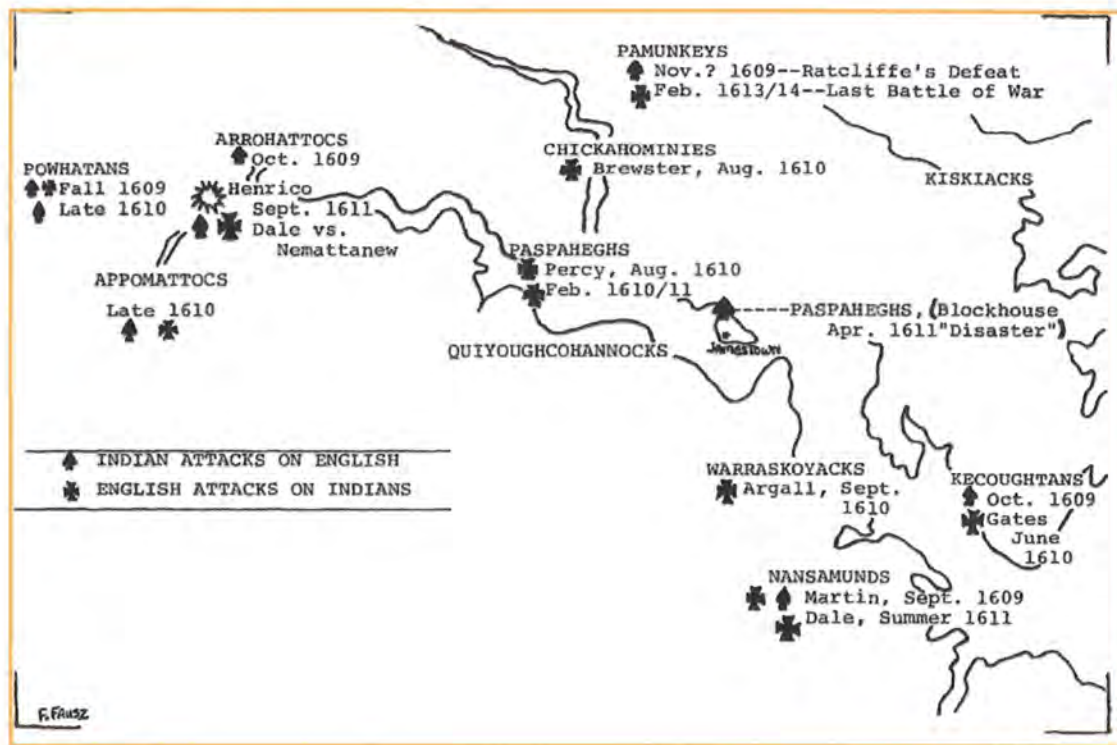 PAMUNKEYS
Nov.? 1609--Ratcliffe's Defeat
Feb. 1613/14--Last Battle of War
ARROHATTOCS
Oct. 1609
CHICKAHOMINIES
Brewster, Aug. 1610
KISKIACKS
POWHATANS
Fall 1609
Late 1610
Henrico
Sept. 1611
Dale vs.
Nemattanew
PASPAHEGHS
Percy, Aug. 1610
Feb. 1610/11
APPOMATTOCS
Late 1610
PASPAHEGHS, (Blockhouse
Apr. 1611"Disaster")
JAMESTOWN
QUIYOUGHCOHANNOCKS
INDIAN ATTACKS ON ENGLISH
ENGLISH ATTACKS ON INDIANS
WARRASKOYACKS
Argall, Sept.
1610
KECOUGHTANS
Oct. 1609
Gates
June
1610
NANSAMUNDS
Martin, Sept. 1609
Dale, Summer 1611
F. FAUSZ